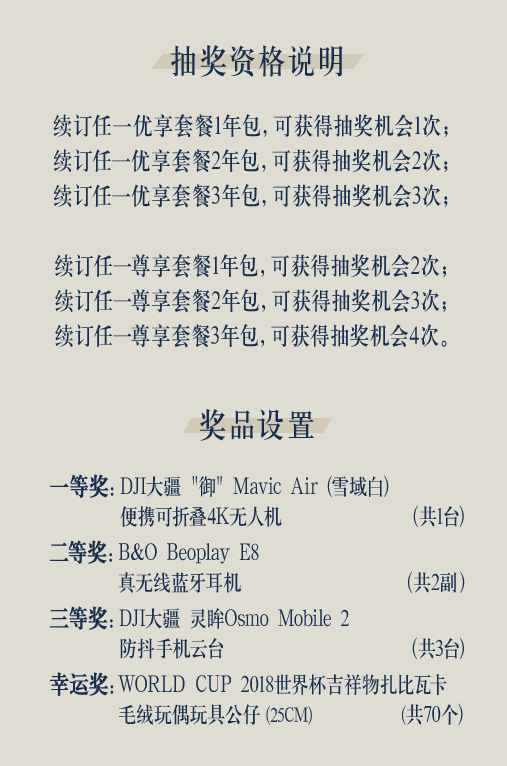 抽奖资格说明
续订任一优享套餐1年包,可获得抽奖机会1次;
续订任一优享套餐2年包,可获得抽奖机会2次;
续订任一优享套餐3年包,可获得抽奖机会3次;
续订任一尊享套餐1年包,可获得抽奖机会2次;
续订任一尊享套餐2年包,可获得抽奖机会3次;
续订任一尊享套餐3年包,可获得抽奖机会4次。
奖品设置
一等奖: DJI大疆 "御" Mavic Air (雪域白)
便携可折叠4K无人机 (共1台)
二等奖: B&O Beoplay E8
真无线蓝牙耳机 (共2副)
三等奖: DJI大疆 灵眸Osmo Mobile 2
防抖手机云台 (共3台)
幸运奖: WORLD CUP 2018世界杯吉祥物扎比瓦卡
毛绒玩偶玩具公仔 (25CM) (共70个)